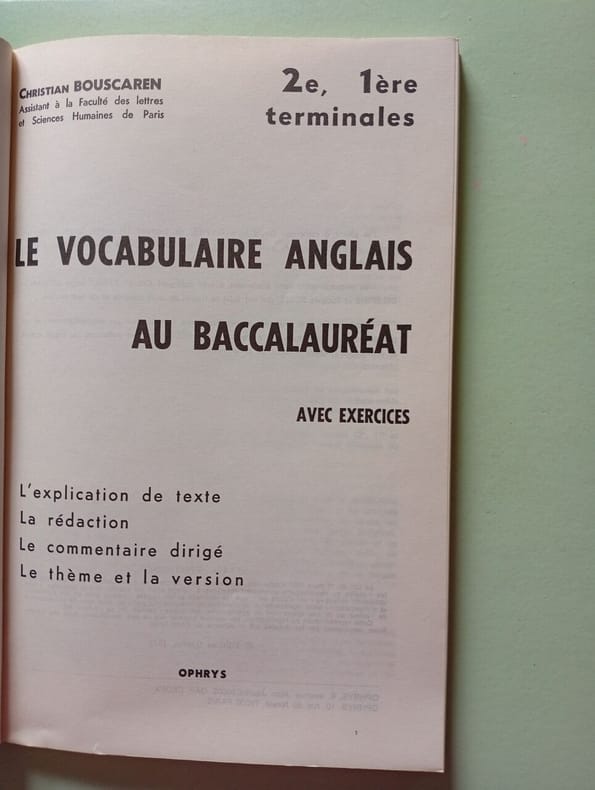 CHRISTIAN BOUSCAREN
Assistant à la Faculté des lettres
et Sciences Humaines de Paris
2e, 1ère
terminales
LE VOCABULAIRE ANGLAIS
AU BACCALAURÉAT
AVEC EXERCICES
L'explication de texte
La rédaction
Le commentaire dirigé
Le thème et la version
OPHRYS
1